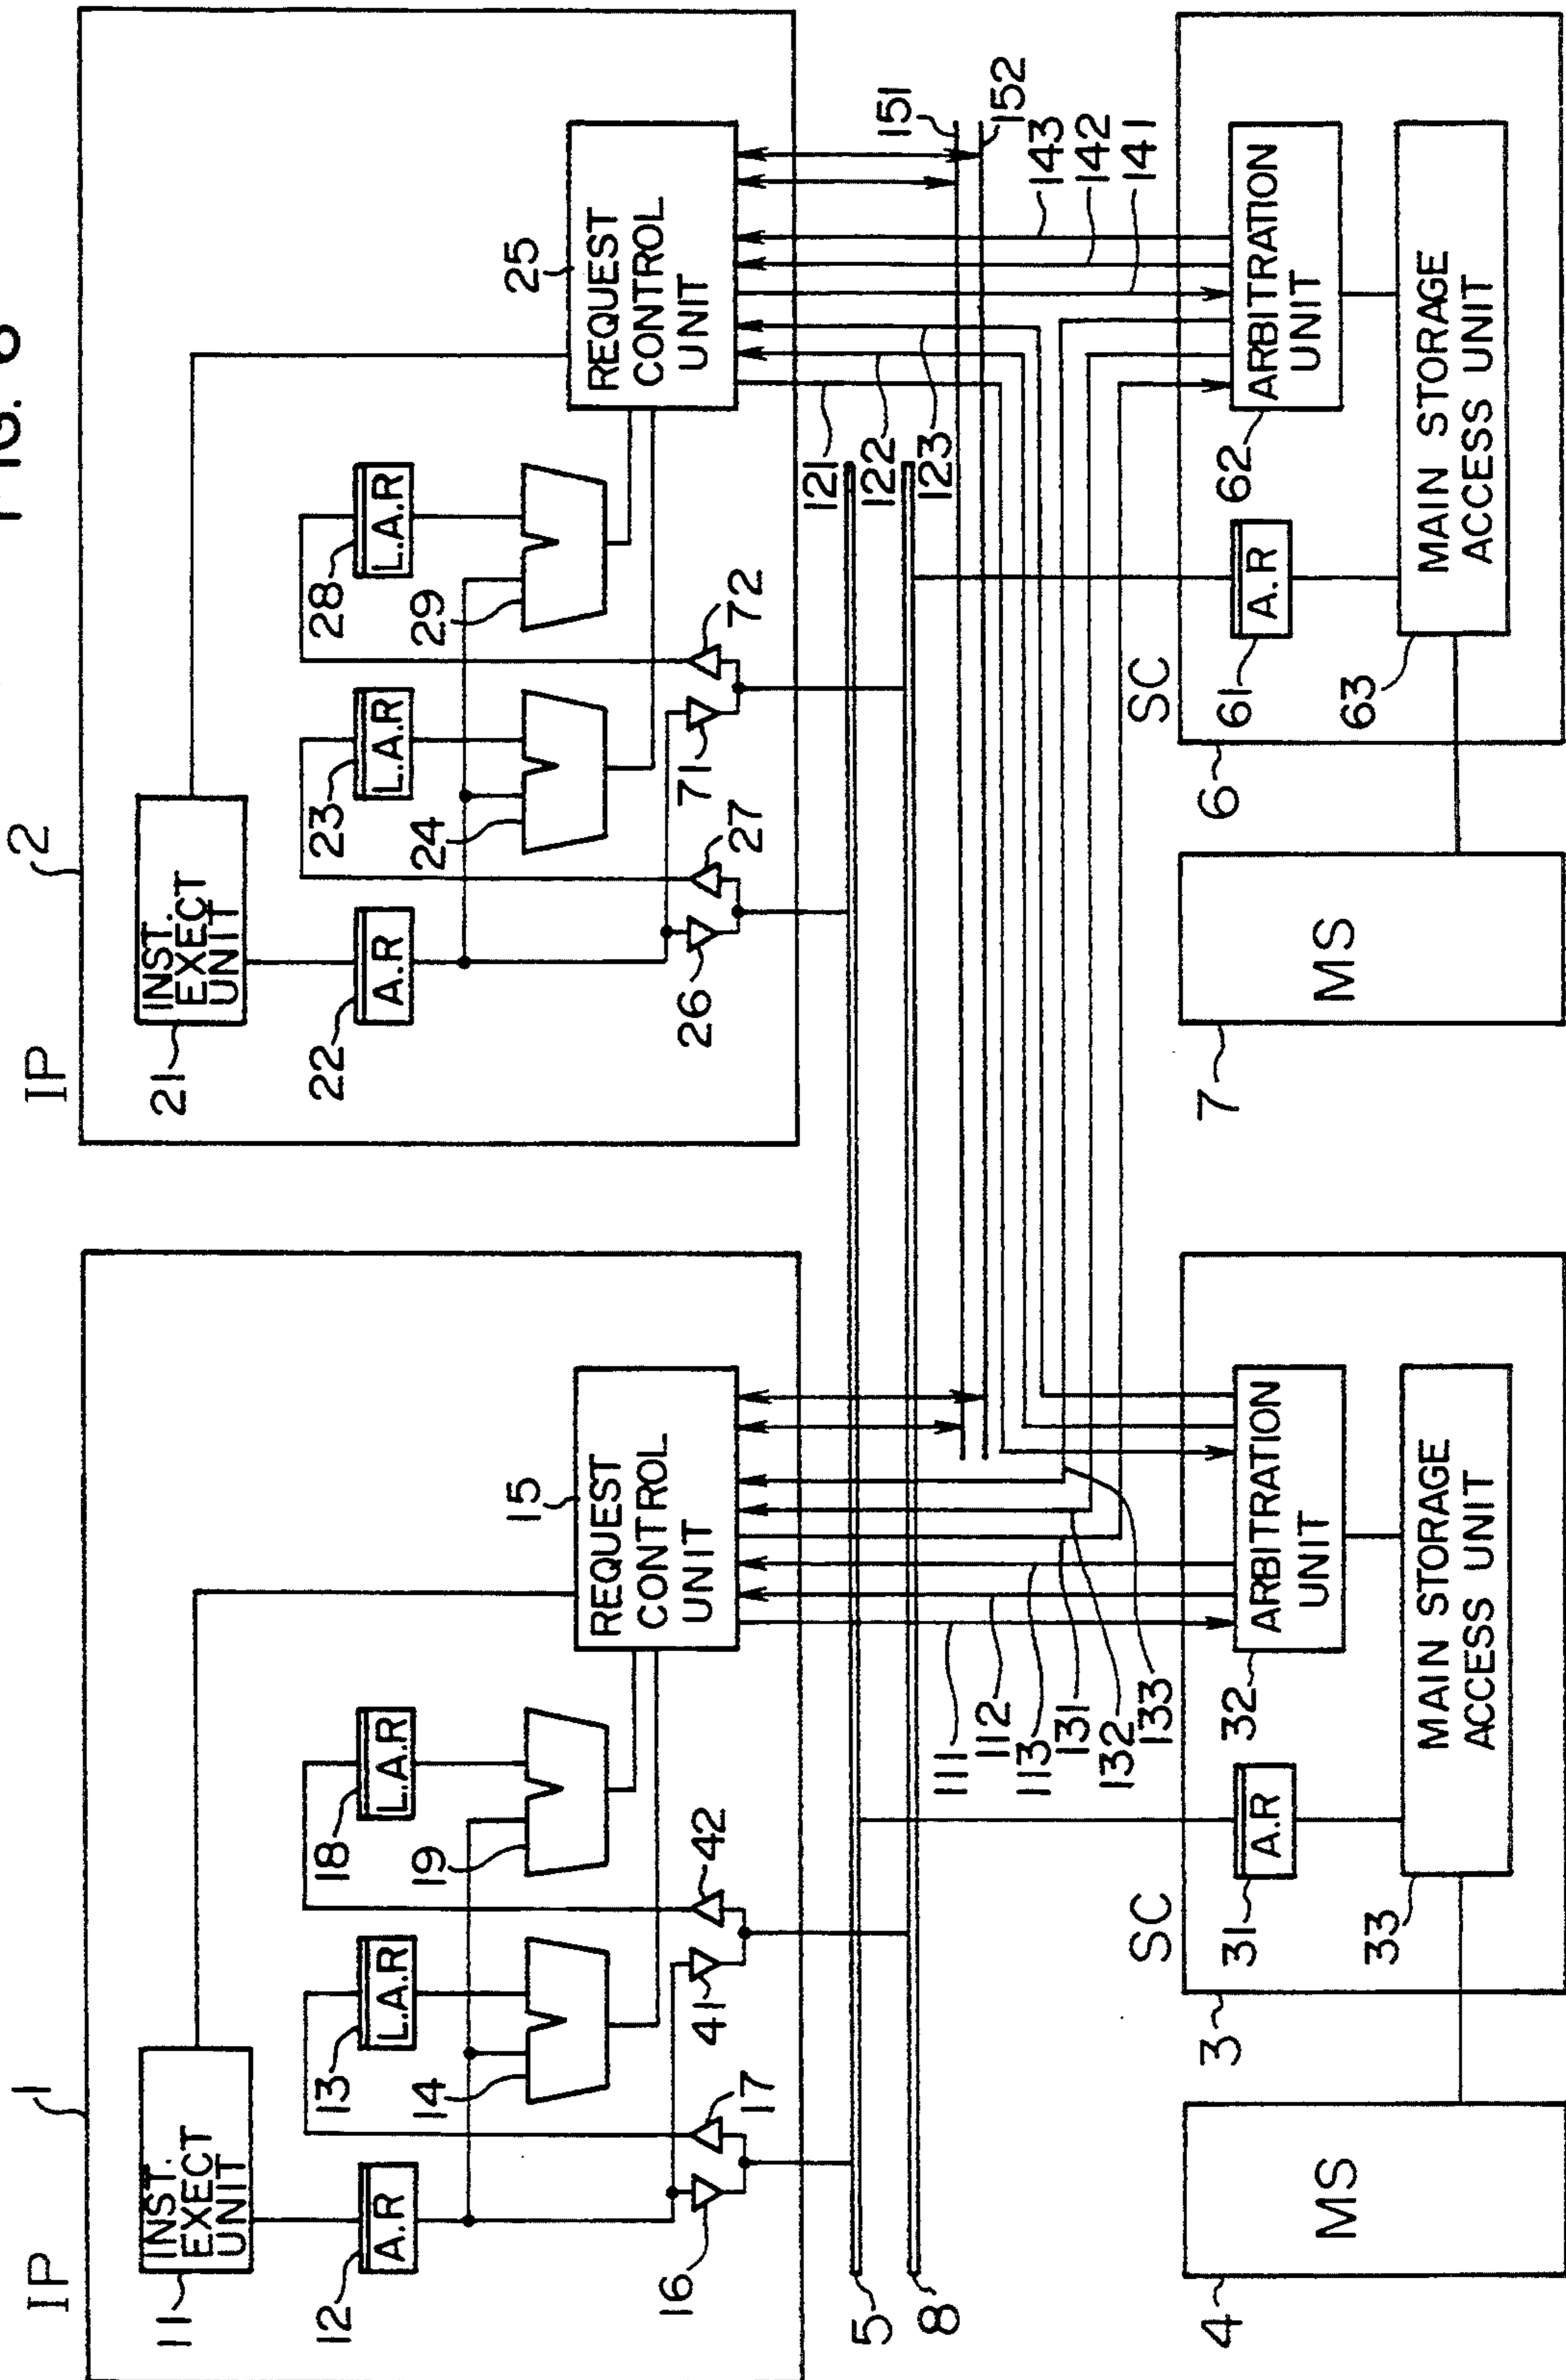 FIG.
IP
1
INST.
EXECT
UNIT
11
12
A.R
13
L.A.R
14
18
L.A.R
19
15
REQUEST
CONTROL
UNIT
16
17
41
42
IP
2
INST.
EXECT
UNIT
21
22
A.R
23
L.A.R
24
28
L.A.R
29
25
REQUEST
CONTROL
UNIT
26
27
71
72
5
8
111
112
113
131
132
133
121
122
123
151
152
143
142
141
4
MS
3
SC
31
A.R
32
ARBITRATION
UNIT
33
MAIN STORAGE
ACCESS UNIT
7
MS
6
SC
61
A.R
62
ARBITRATION
UNIT
63
MAIN STORAGE
ACCESS UNIT